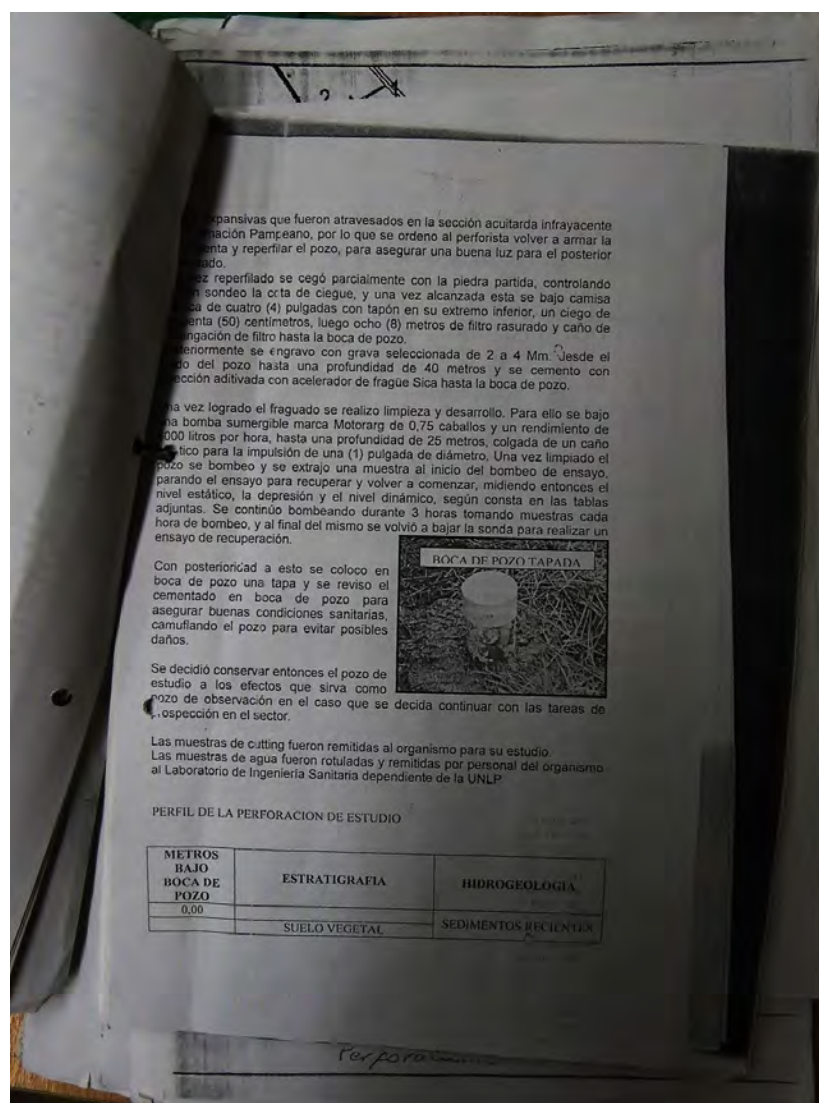 expansivas que fueron atravesados en la sección acuitarda infrayacente
mación Pampeano, por lo que se ordeno al perforista volver a armar la
enta y reperfilar el pozo, para asegurar una buena luz para el posterior
ado.
ez reperfilado se cegó parcialmente con la piedra partida, controlando
sondeo la cota de ciegue, y una vez alcanzada esta se bajo camisa
ca de cuatro (4) pulgadas con tapón en su extremo inferior, un ciego de
enta (50) centímetros, luego ocho (8) metros de filtro rasurado y caño de
ngación de filtro hasta la boca de pozo.
teriormente se engravo con grava seleccionada de 2 a 4 Mm. desde el
do del pozo hasta una profundidad de 40 metros y se cemento con
ección aditivada con acelerador de fragüe Sica hasta la boca de pozo.
na vez logrado el fraguado se realizo limpieza y desarrollo. Para ello se bajo
na bomba sumergible marca Motorarg de 0,75 caballos y un rendimiento de
000 litros por hora, hasta una profundidad de 25 metros, colgada de un caño
tico para la impulsión de una (1) pulgada de diámetro, Una vez limpiado el
pozo se bombeo y se extrajo una muestra al inicio del bombeo de ensayo,
parando el ensayo para recuperar y volver a comenzar, midiendo entonces el
nivel estático, la depresión y el nivel dinámico, según consta en las tablas
adjuntas. Se continúo bombeando durante 3 horas tomando muestras cada
hora de bombeo, y al final del mismo se volvió a bajar la sonda para realizar un
ensayo de recuperación.
BOCA DE POZO TAPADA
Con posterioridad a esto se coloco en
boca de pozo una tapa y se reviso el
cementado en boca de pozo para
asegurar buenas condiciones sanitarias,
camuflando el pozo para evitar posibles
daños.
Se decidió conservar entonces el pozo de
estudio a los efectos que sirva como
pozo de observación en el caso que se decida continuar con las tareas de
rospección en el sector.
Las muestras de cutting fueron remitidas al organismo para su estudio.
Las muestras de agua fueron rotuladas y remitidas por personal del organismo
al Laboratorio de Ingeniería Sanitaria dependiente de la UNLP
PERFIL DE LA PERFORACION DE ESTUDIO
METROS BAJO BOCA DE POZO ESTRATIGRAFIA HIDROGEOLOGIA
0,00
SUELO VEGETAL SEDIMENTOS RECIENTES